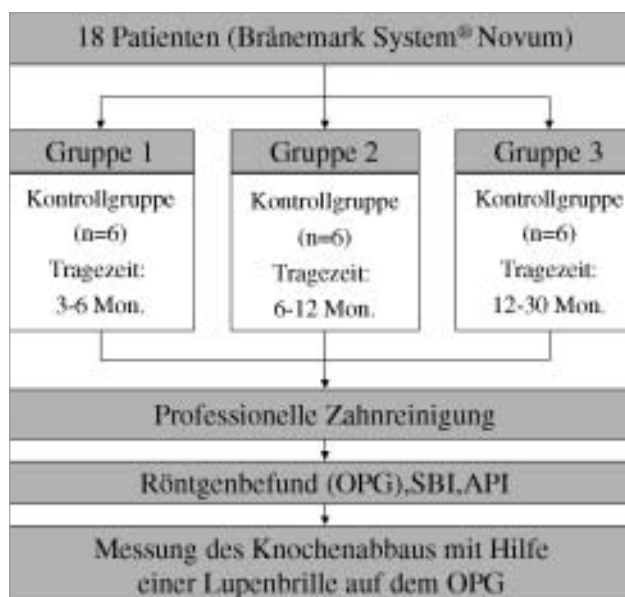 18 Patienten (Brånemark System® Novum)
Gruppe 1
Kontrollgruppe
(n=6)
Tragezeit:
3-6 Mon.
Gruppe 2
Kontrollgruppe
(n=6)
Tragezeit:
6-12 Mon.
Gruppe 3
Kontrollgruppe
(n=6)
Tragezeit:
12-30 Mon.
Professionelle Zahnreinigung
Röntgenbefund (OPG),SBI,API
Messung des Knochenabbaus mit Hilfe
einer Lupenbrille auf dem OPG